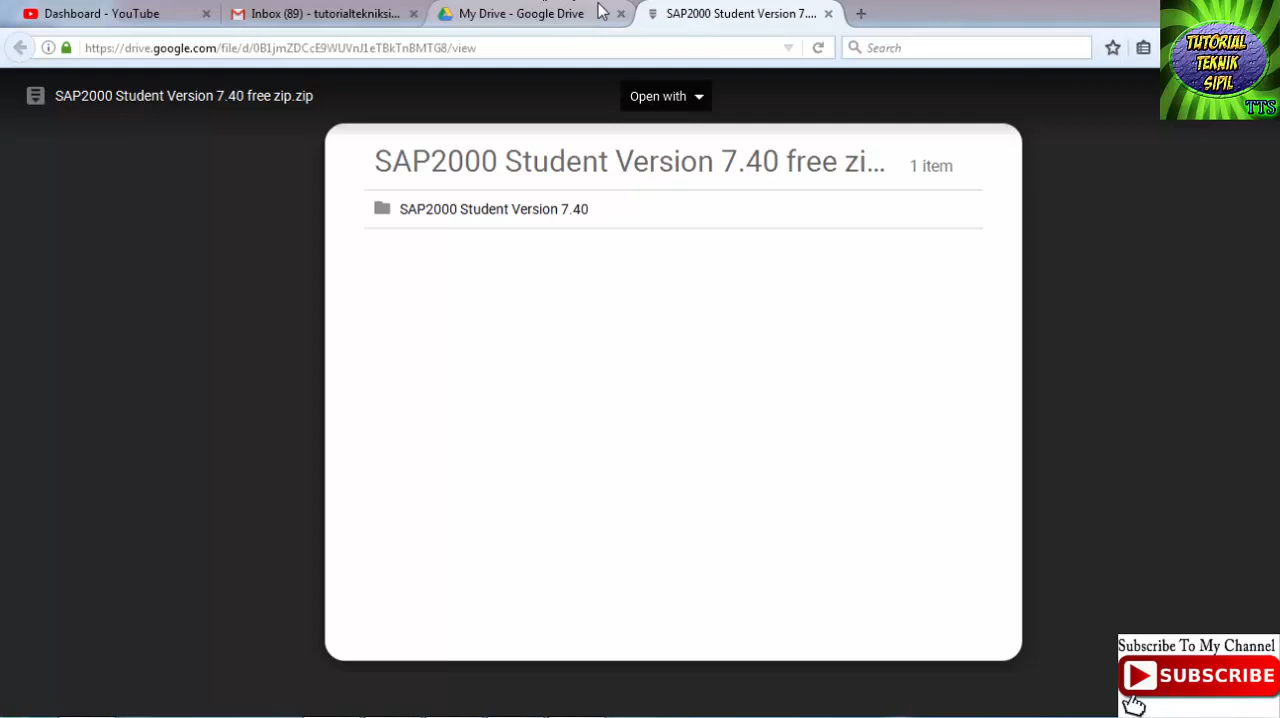 Dashboard - YouTube
Inbox (89) - tutorialtekniksi...
My Drive - Google Drive
SAP2000 Student Version 7....
https://drive.google.com/file/d/0B1jmZDCcE9WUVnJ1eTBkTnBMTG8/view
Search
TUTORIAL
TEKNIK
SIPIL
TTS
SAP2000 Student Version 7.40 free zip.zip
Open with
SAP2000 Student Version 7.40 free zi...
1 item
SAP2000 Student Version 7.40
Subscribe To My Channel
SUBSCRIBE